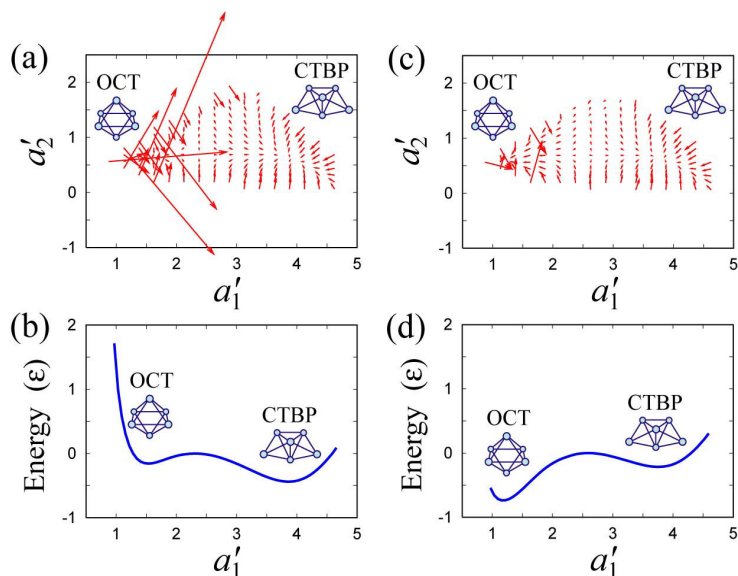 (a)
OCT
CTBP
2
1
0
-1
a′₂
1
2
3
4
5
a′₁
(c)
OCT
CTBP
2
1
0
-1
a′₂
1
2
3
4
5
a′₁
(b)
OCT
CTBP
2
1
0
-1
Energy (ε)
1
2
3
4
5
a′₁
(d)
OCT
CTBP
2
1
0
-1
Energy (ε)
1
2
3
4
5
a′₁